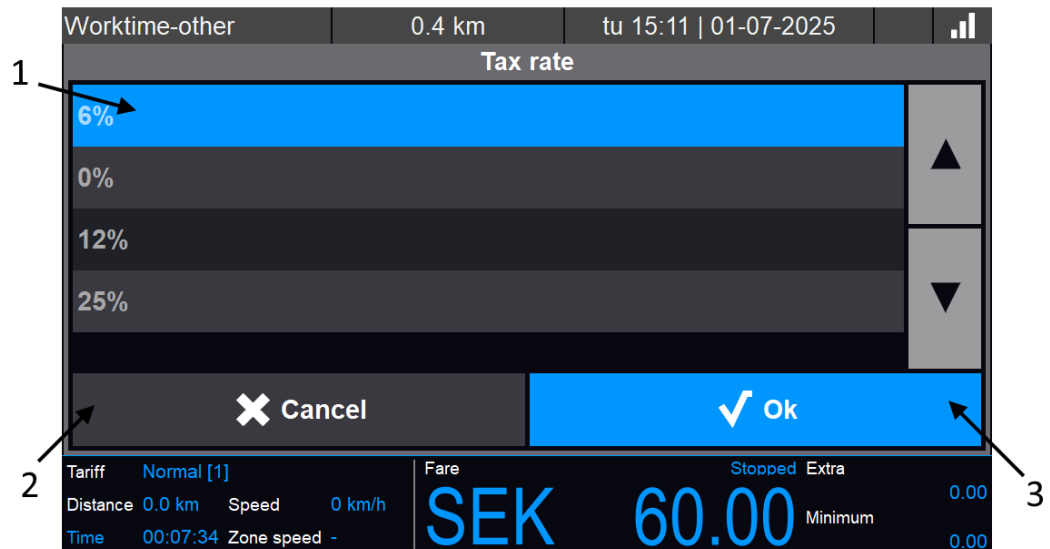 Worktime-other 0.4 km tu 15:11 | 01-07-2025
Tax rate
1
6%
0%
12%
25%
Cancel Ok
2
3
Tariff Normal [1] Fare Stopped Extra
Distance 0.0 km Speed 0 km/h SEK 60.00 0.00
Minimum
Time 00:07:34 Zone speed - 0.00